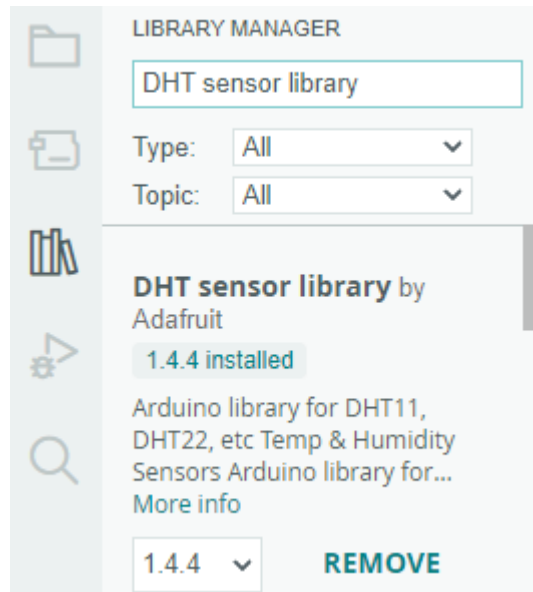 LIBRARY MANAGER
DHT sensor library
Type: All
Topic: All
DHT sensor library by
Adafruit
1.4.4 installed
Arduino library for DHT11,
DHT22, etc Temp & Humidity
Sensors Arduino library for...
More info
1.4.4 REMOVE